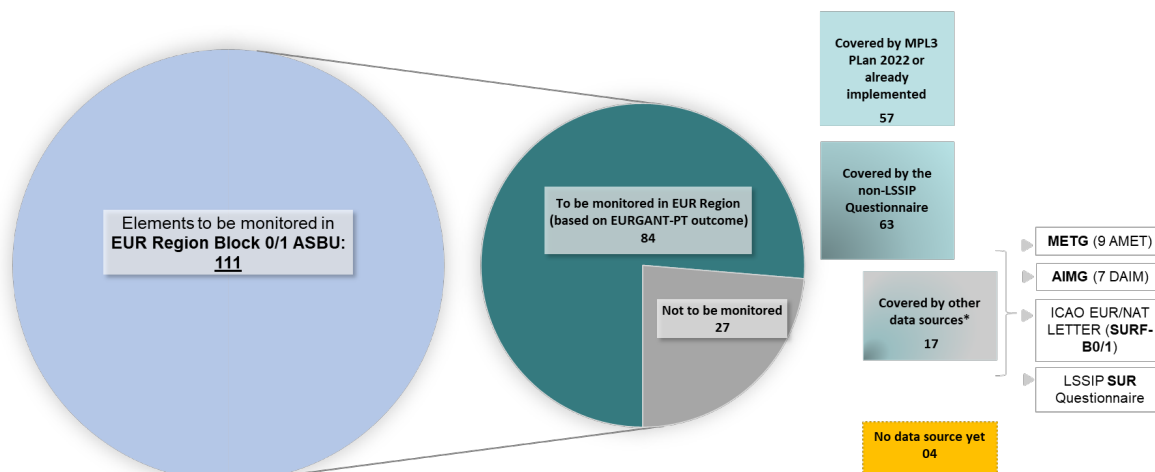 Elements to be monitored in
EUR Region Block 0/1 ASBU:
111
To be monitored in EUR Region
(based on EURGANT-PT outcome)
84
Not to be monitored
27
Covered by MPL3
PLan 2022 or
already
implemented
57
Covered by the
non-LSSIP
Questionnaire
63
Covered by other
data sources*
17
No data source yet
04
METG (9 AMET)
AIMG (7 DAIM)
ICAO EUR/NAT
LETTER (SURF-
B0/1)
LSSIP SUR
Questionnaire